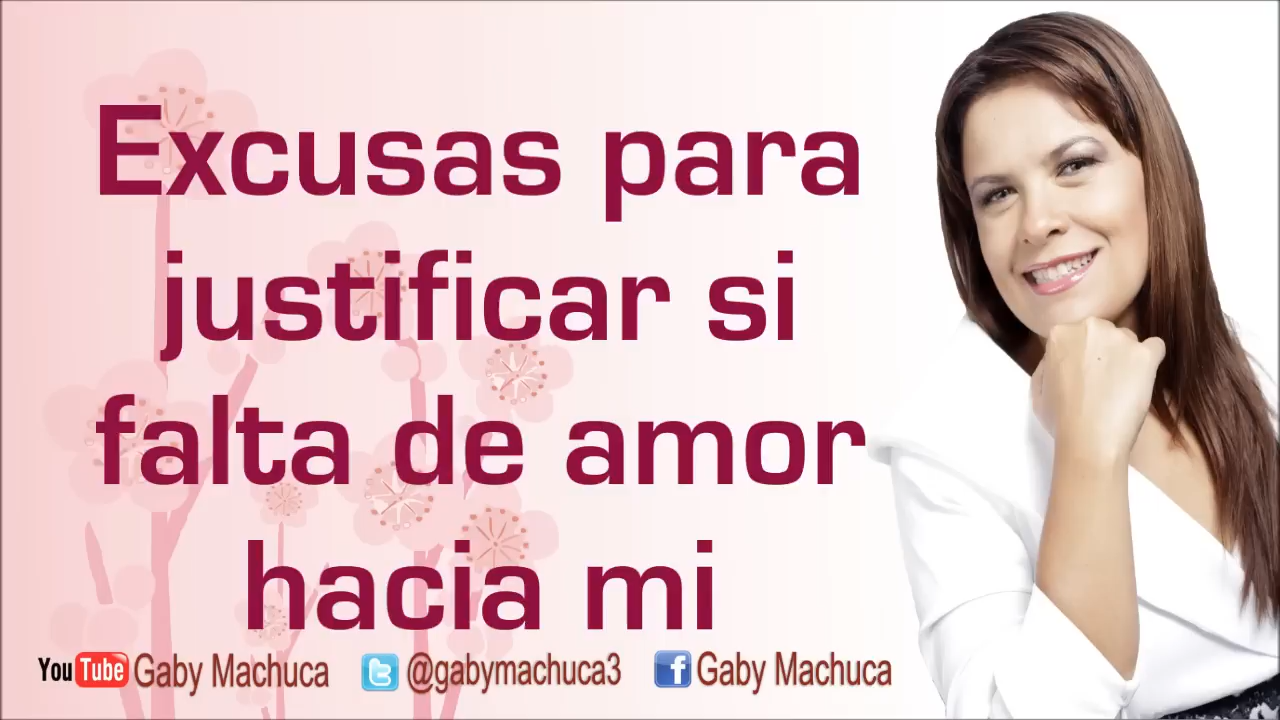 Excusas para
justificar si
falta de amor
hacia mi
YouTube Gaby Machuca @gabymachuca3 f Gaby Machuca